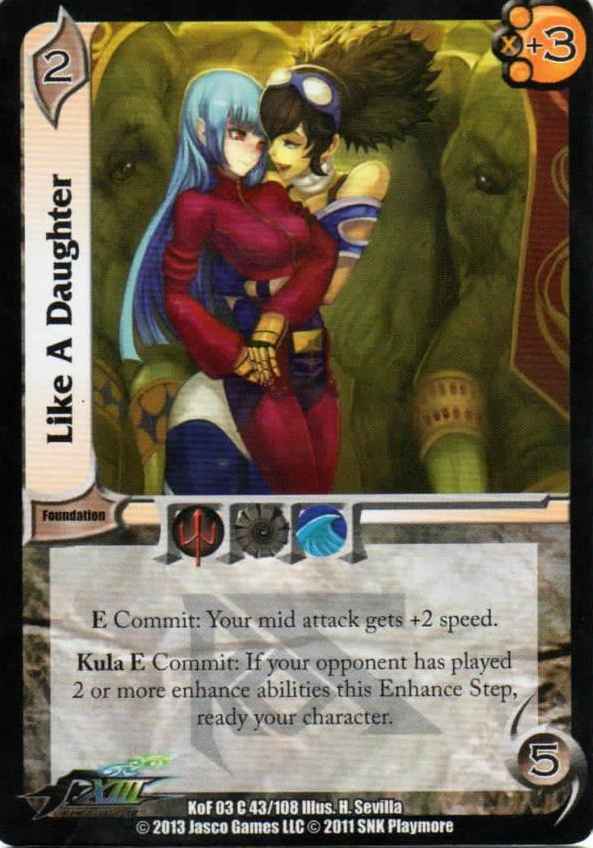 2
X+3
Like A Daughter
Foundation
E Commit: Your mid attack gets +2 speed.
Kula E Commit: If your opponent has played
2 or more enhance abilities this Enhance Step,
ready your character.
5
XIII
KoF 03 C 43/108 Illus. H. Sevilla
© 2013 Jasco Games LLC © 2011 SNK Playmore